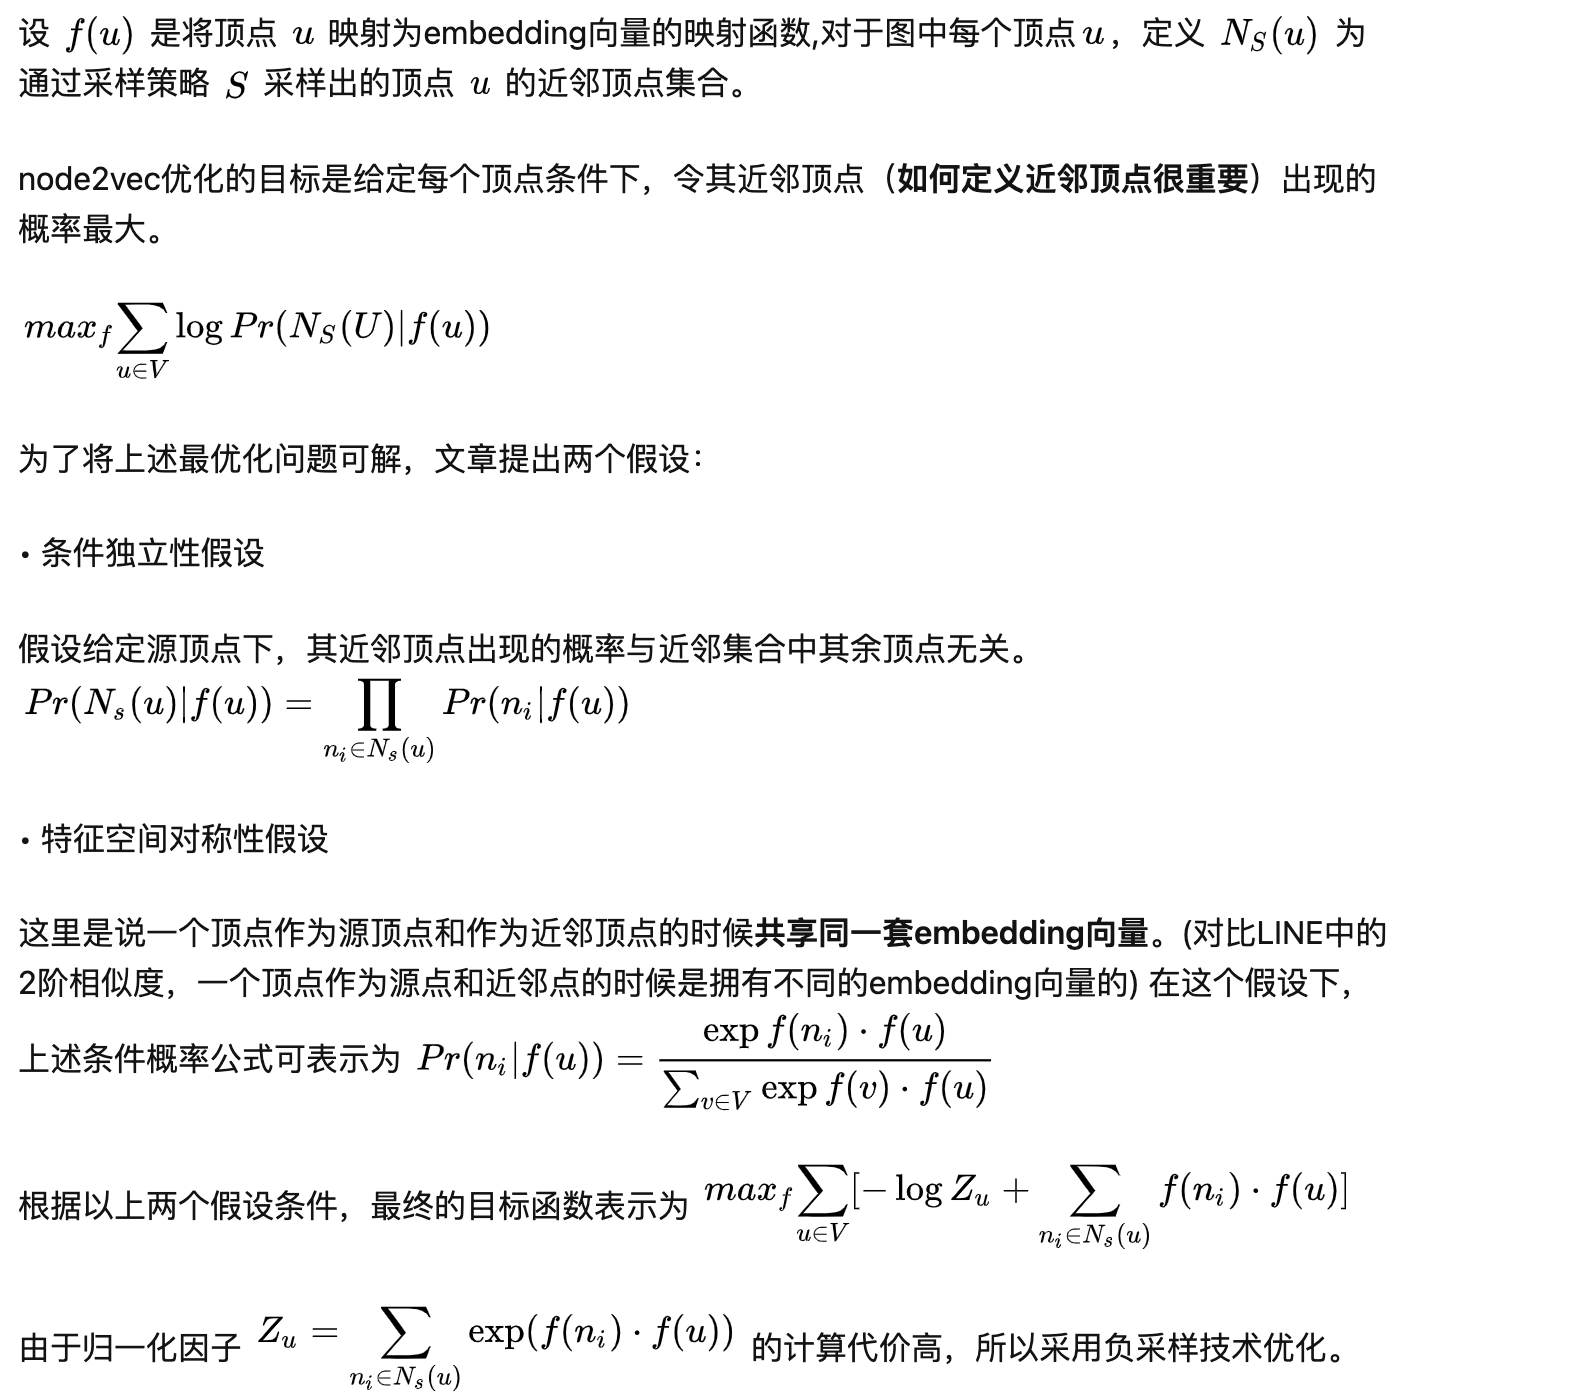 设 f(u) 是将顶点 u 映射为embedding向量的映射函数,对于图中每个顶点 u，定义 N_S(u) 为
通过采样策略 S 采样出的顶点 u 的近邻顶点集合。
node2vec优化的目标是给定每个顶点条件下，令其近邻顶点（如何定义近邻顶点很重要）出现的
概率最大。
max_f ∑_{u∈V} log Pr(N_S(U)|f(u))
为了将上述最优化问题可解，文章提出两个假设：
• 条件独立性假设
假设给定源顶点下，其近邻顶点出现的概率与近邻集合中其余顶点无关。
Pr(N_s(u)|f(u)) = ∏_{n_i∈N_s(u)} Pr(n_i|f(u))
• 特征空间对称性假设
这里是说一个顶点作为源顶点和作为近邻顶点的时候共享同一套embedding向量。(对比LINE中的
2阶相似度，一个顶点作为源点和近邻点的时候是拥有不同的embedding向量的) 在这个假设下，
上述条件概率公式可表示为 Pr(n_i|f(u)) = \frac{exp f(n_i) · f(u)}{∑_{v∈V} exp f(v) · f(u)}
根据以上两个假设条件，最终的目标函数表示为 max_f ∑_{u∈V} [− log Z_u + ∑_{n_i∈N_s(u)} f(n_i) · f(u)]
由于归一化因子 Z_u = ∑_{n_i∈N_s(u)} exp(f(n_i) · f(u)) 的计算代价高，所以采用负采样技术优化。